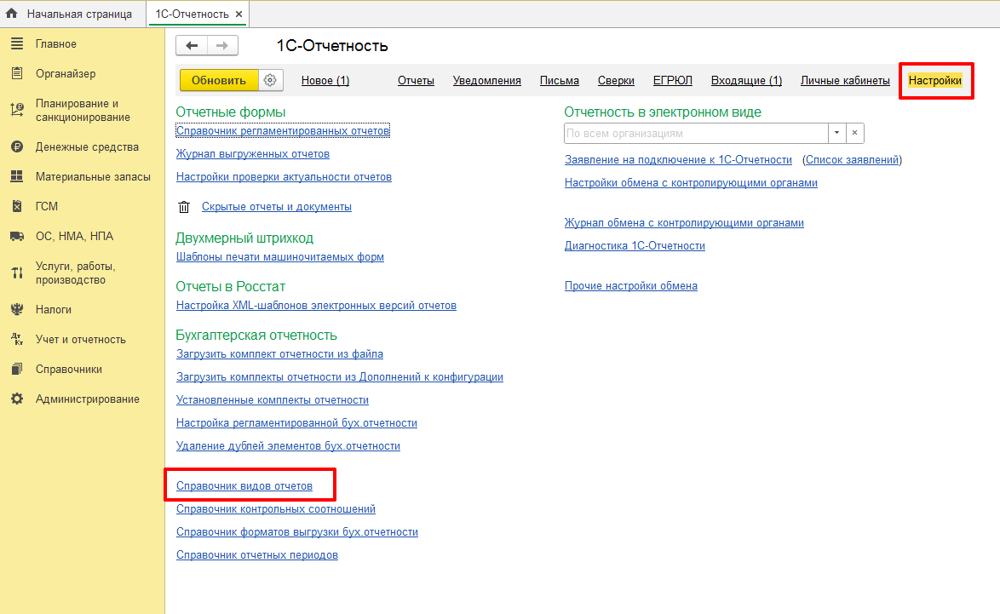 Начальная страница
1С-Отчетность ×
Главное
Органайзер
Планирование и
санкционирование
Денежные средства
Материальные запасы
ГСМ
ОС, НМА, НПА
Услуги, работы,
производство
Налоги
Учет и отчетность
Справочники
Администрирование
1С-Отчетность
Обновить
Новое (1)
Отчеты
Уведомления
Письма
Сверки
ЕГРЮЛ
Входящие (1)
Личные кабинеты
Настройки
Отчетные формы
Справочник регламентированных отчетов
Журнал выгруженных отчетов
Настройки проверки актуальности отчетов
Скрытые отчеты и документы
Двухмерный штрихкод
Шаблоны печати машиночитаемых форм
Отчеты в Росстат
Настройка XML-шаблонов электронных версий отчетов
Бухгалтерская отчетность
Загрузить комплект отчетности из файла
Загрузить комплекты отчетности из Дополнений к конфигурации
Установленные комплекты отчетности
Настройка регламентированной бух.отчетности
Удаление дублей элементов бух.отчетности
Справочник видов отчетов
Справочник контрольных соотношений
Справочник форматов выгрузки бух.отчетности
Справочник отчетных периодов
Отчетность в электронном виде
По всем организациям
Заявление на подключение к 1С-Отчетности (Список заявлений)
Настройки обмена с контролирующими органами
Журнал обмена с контролирующими органами
Диагностика 1С-Отчетности
Прочие настройки обмена